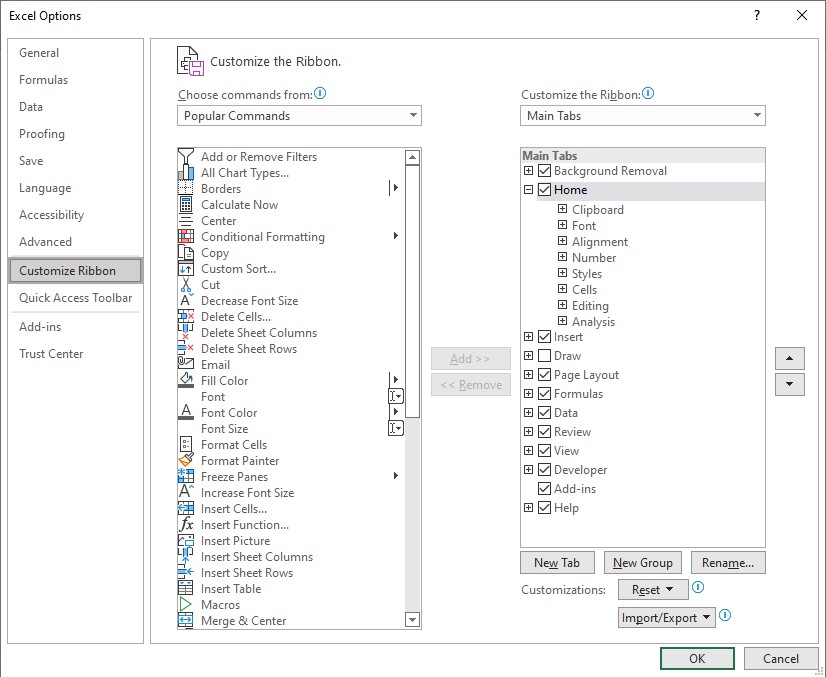 Excel Options
?
General
Formulas
Data
Proofing
Save
Language
Accessibility
Advanced
Customize Ribbon
Quick Access Toolbar
Add-ins
Trust Center
Customize the Ribbon.
Choose commands from:
Popular Commands
Add or Remove Filters
All Chart Types...
Borders
Calculate Now
Center
Conditional Formatting
Copy
Custom Sort...
Cut
Decrease Font Size
Delete Cells...
Delete Sheet Columns
Delete Sheet Rows
Email
Fill Color
Font
Font Color
Font Size
Format Cells
Format Painter
Freeze Panes
Increase Font Size
Insert Cells...
Insert Function...
Insert Picture
Insert Sheet Columns
Insert Sheet Rows
Insert Table
Macros
Merge & Center
Add >>
<< Remove
Customize the Ribbon:
Main Tabs
Main Tabs
Background Removal
Home
Clipboard
Font
Alignment
Number
Styles
Cells
Editing
Analysis
Insert
Draw
Page Layout
Formulas
Data
Review
View
Developer
Add-ins
Help
New Tab
New Group
Rename...
Customizations:
Reset
Import/Export
OK
Cancel